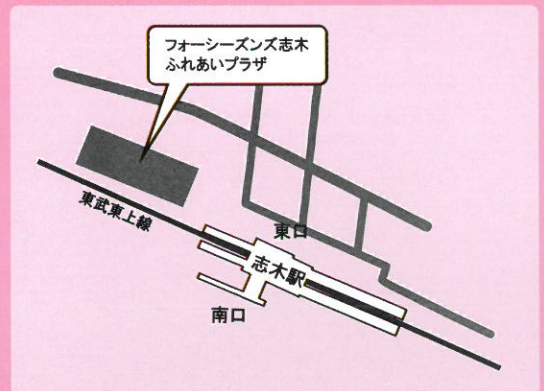 フォーシーズンズ志木
ふれあいプラザ
東武東上線
東口
志木駅
南口